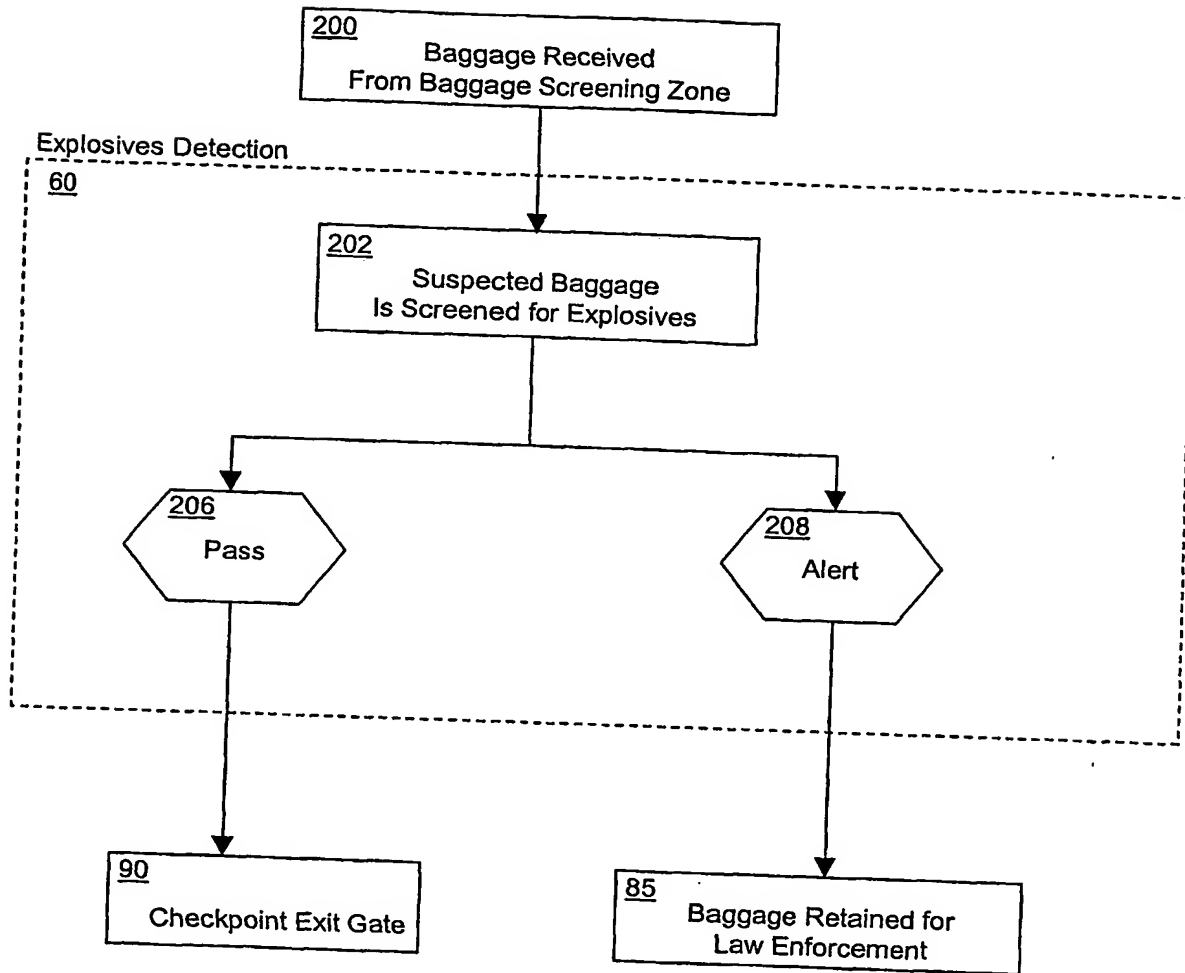 200
Baggage Received
From Baggage Screening Zone
Explosives Detection
60
202
Suspected Baggage
Is Screened for Explosives
206
Pass
208
Alert
90
Checkpoint Exit Gate
85
Baggage Retained for
Law Enforcement